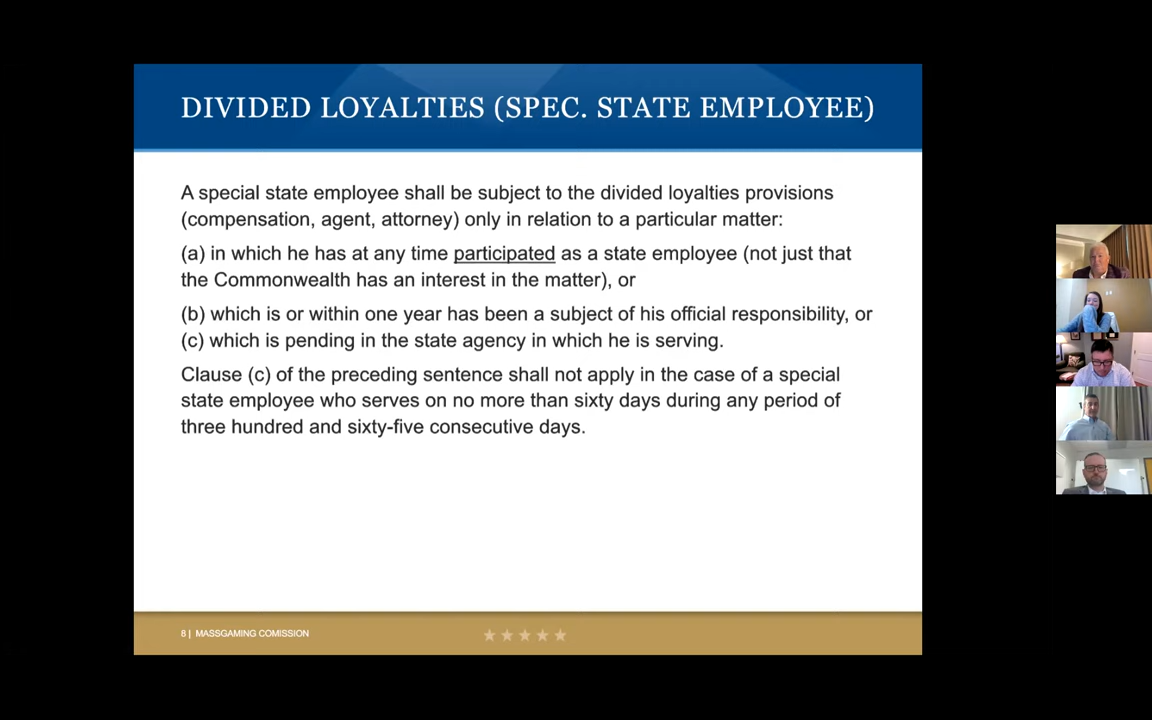 DIVIDED LOYALTIES (SPEC. STATE EMPLOYEE)
A special state employee shall be subject to the divided loyalties provisions
(compensation, agent, attorney) only in relation to a particular matter:
(a) in which he has at any time participated as a state employee (not just that
the Commonwealth has an interest in the matter), or
(b) which is or within one year has been a subject of his official responsibility, or
(c) which is pending in the state agency in which he is serving.
Clause (c) of the preceding sentence shall not apply in the case of a special
state employee who serves on no more than sixty days during any period of
three hundred and sixty-five consecutive days.
8 | MASSGAMING COMISSION